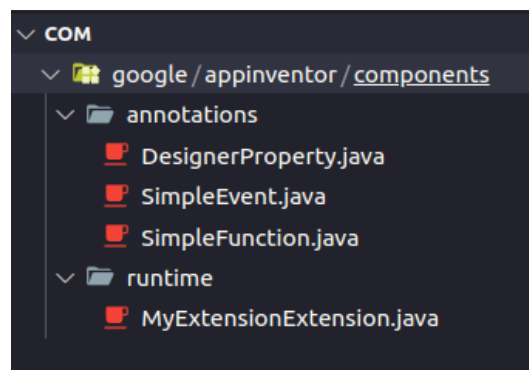 COM
google/appinventor/components
annotations
DesignerProperty.java
SimpleEvent.java
SimpleFunction.java
runtime
MyExtensionExtension.java